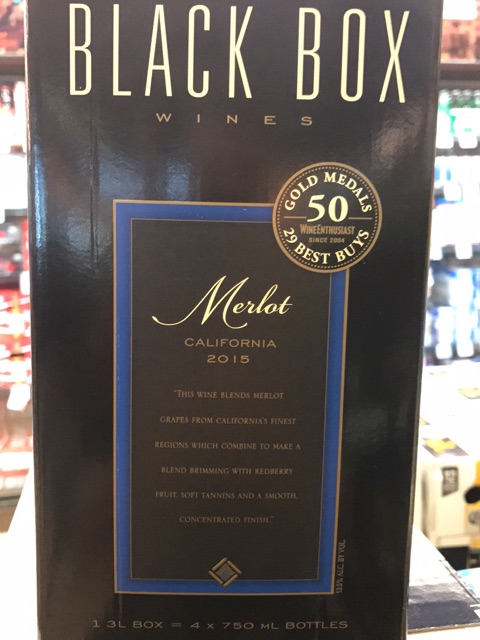 BLACK BOX
WINES
GOLD MEDALS
50
WINEENTHUSIAST
SINCE 2004
29 BEST BUYS
Merlot
CALIFORNIA
2015
"THIS WINE BLENDS MERLOT
GRAPES FROM CALIFORNIA'S FINEST
REGIONS WHICH COMBINE TO MAKE A
BLEND BRIMMING WITH REDBERRY
FRUIT, SOFT TANNINS AND A SMOOTH,
CONCENTRATED FINISH."
ALC BY VOL
1 3L BOX = 4 x 750 ML BOTTLES